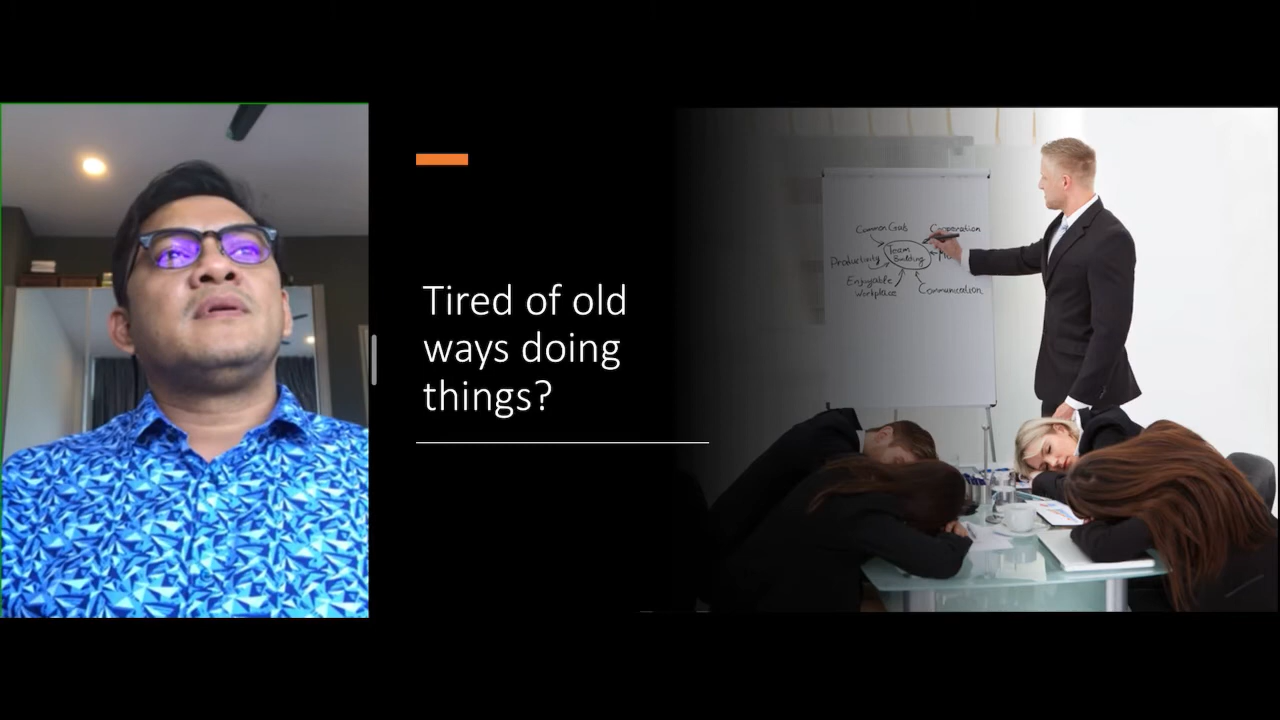 Tired of old
ways doing
things?
Common Goals
Cooperation
Team
Building
Productivity
Enjoyable
Workplace
Communication